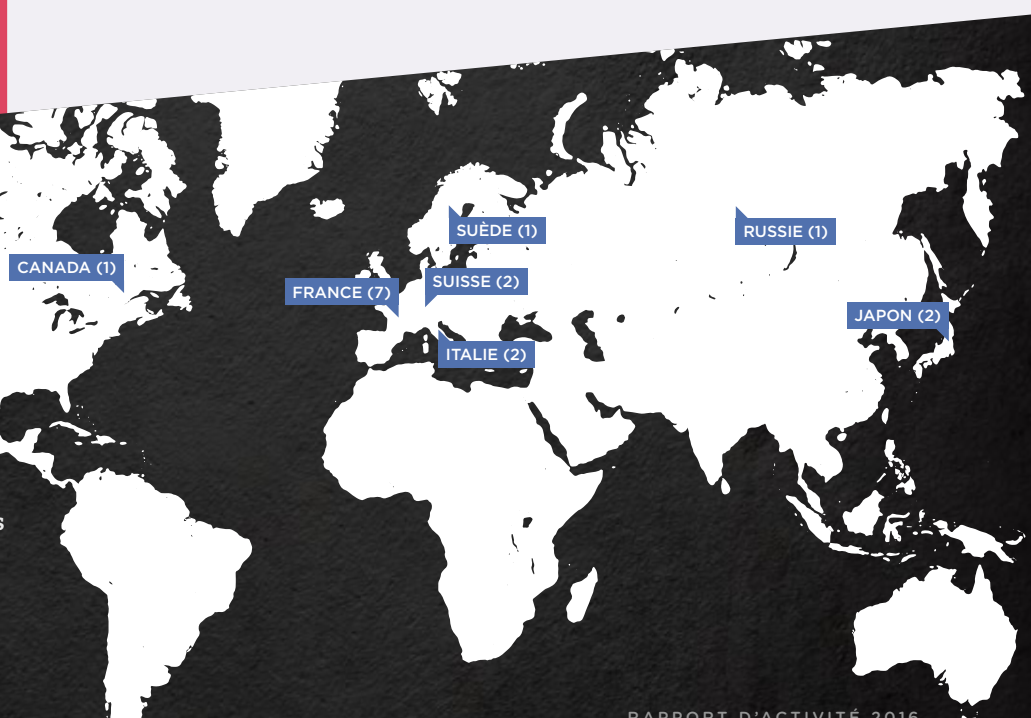 SUÈDE (1)
RUSSIE (1)
CANADA (1)
SUISSE (2)
FRANCE (7)
JAPON (2)
ITALIE (2)
S
RAPPORT D'ACTIVITÉ 2016